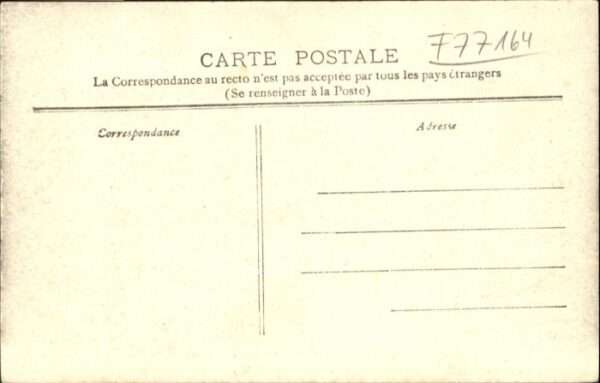 CARTE POSTALE
F77164
La Correspondance au recto n'est pas acceptée par tous les pays étrangers
(Se renseigner à la Poste)
Correspondance
Adresse